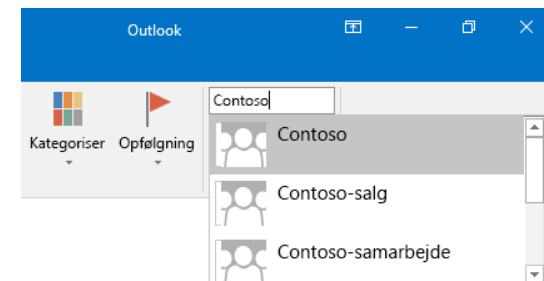 Outlook
Contoso
Kategoriser Opfølgning
Contoso
Contoso-salg
Contoso-samarbejde